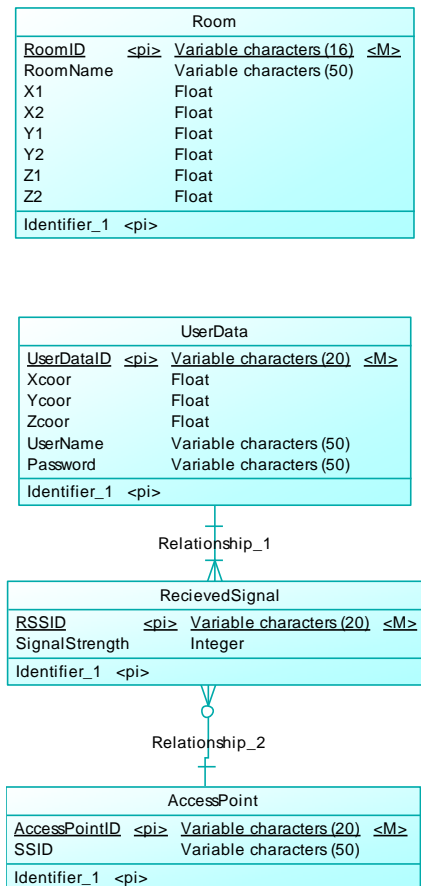 Room
RoomID <pi> Variable characters (16) <M>
RoomName Variable characters (50)
X1 Float
X2 Float
Y1 Float
Y2 Float
Z1 Float
Z2 Float
Identifier_1 <pi>
UserData
UserDataID <pi> Variable characters (20) <M>
Xcoor Float
Ycoor Float
Zcoor Float
UserName Variable characters (50)
Password Variable characters (50)
Identifier_1 <pi>
Relationship_1
RecievedSignal
RSSID <pi> Variable characters (20) <M>
SignalStrength Integer
Identifier_1 <pi>
Relationship_2
AccessPoint
AccessPointID <pi> Variable characters (20) <M>
SSID Variable characters (50)
Identifier_1 <pi>